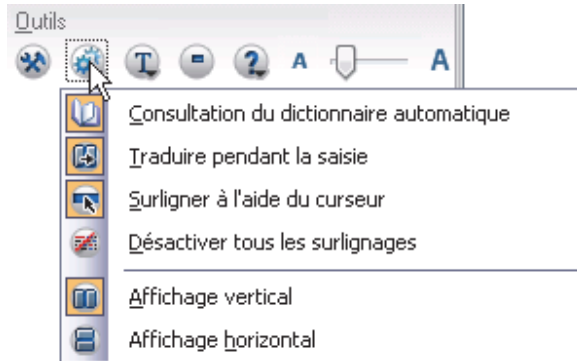 Outils
T ? A A
Consultation du dictionnaire automatique
Traduire pendant la saisie
Surligner à l'aide du curseur
Désactiver tous les surlignages
Affichage vertical
Affichage horizontal